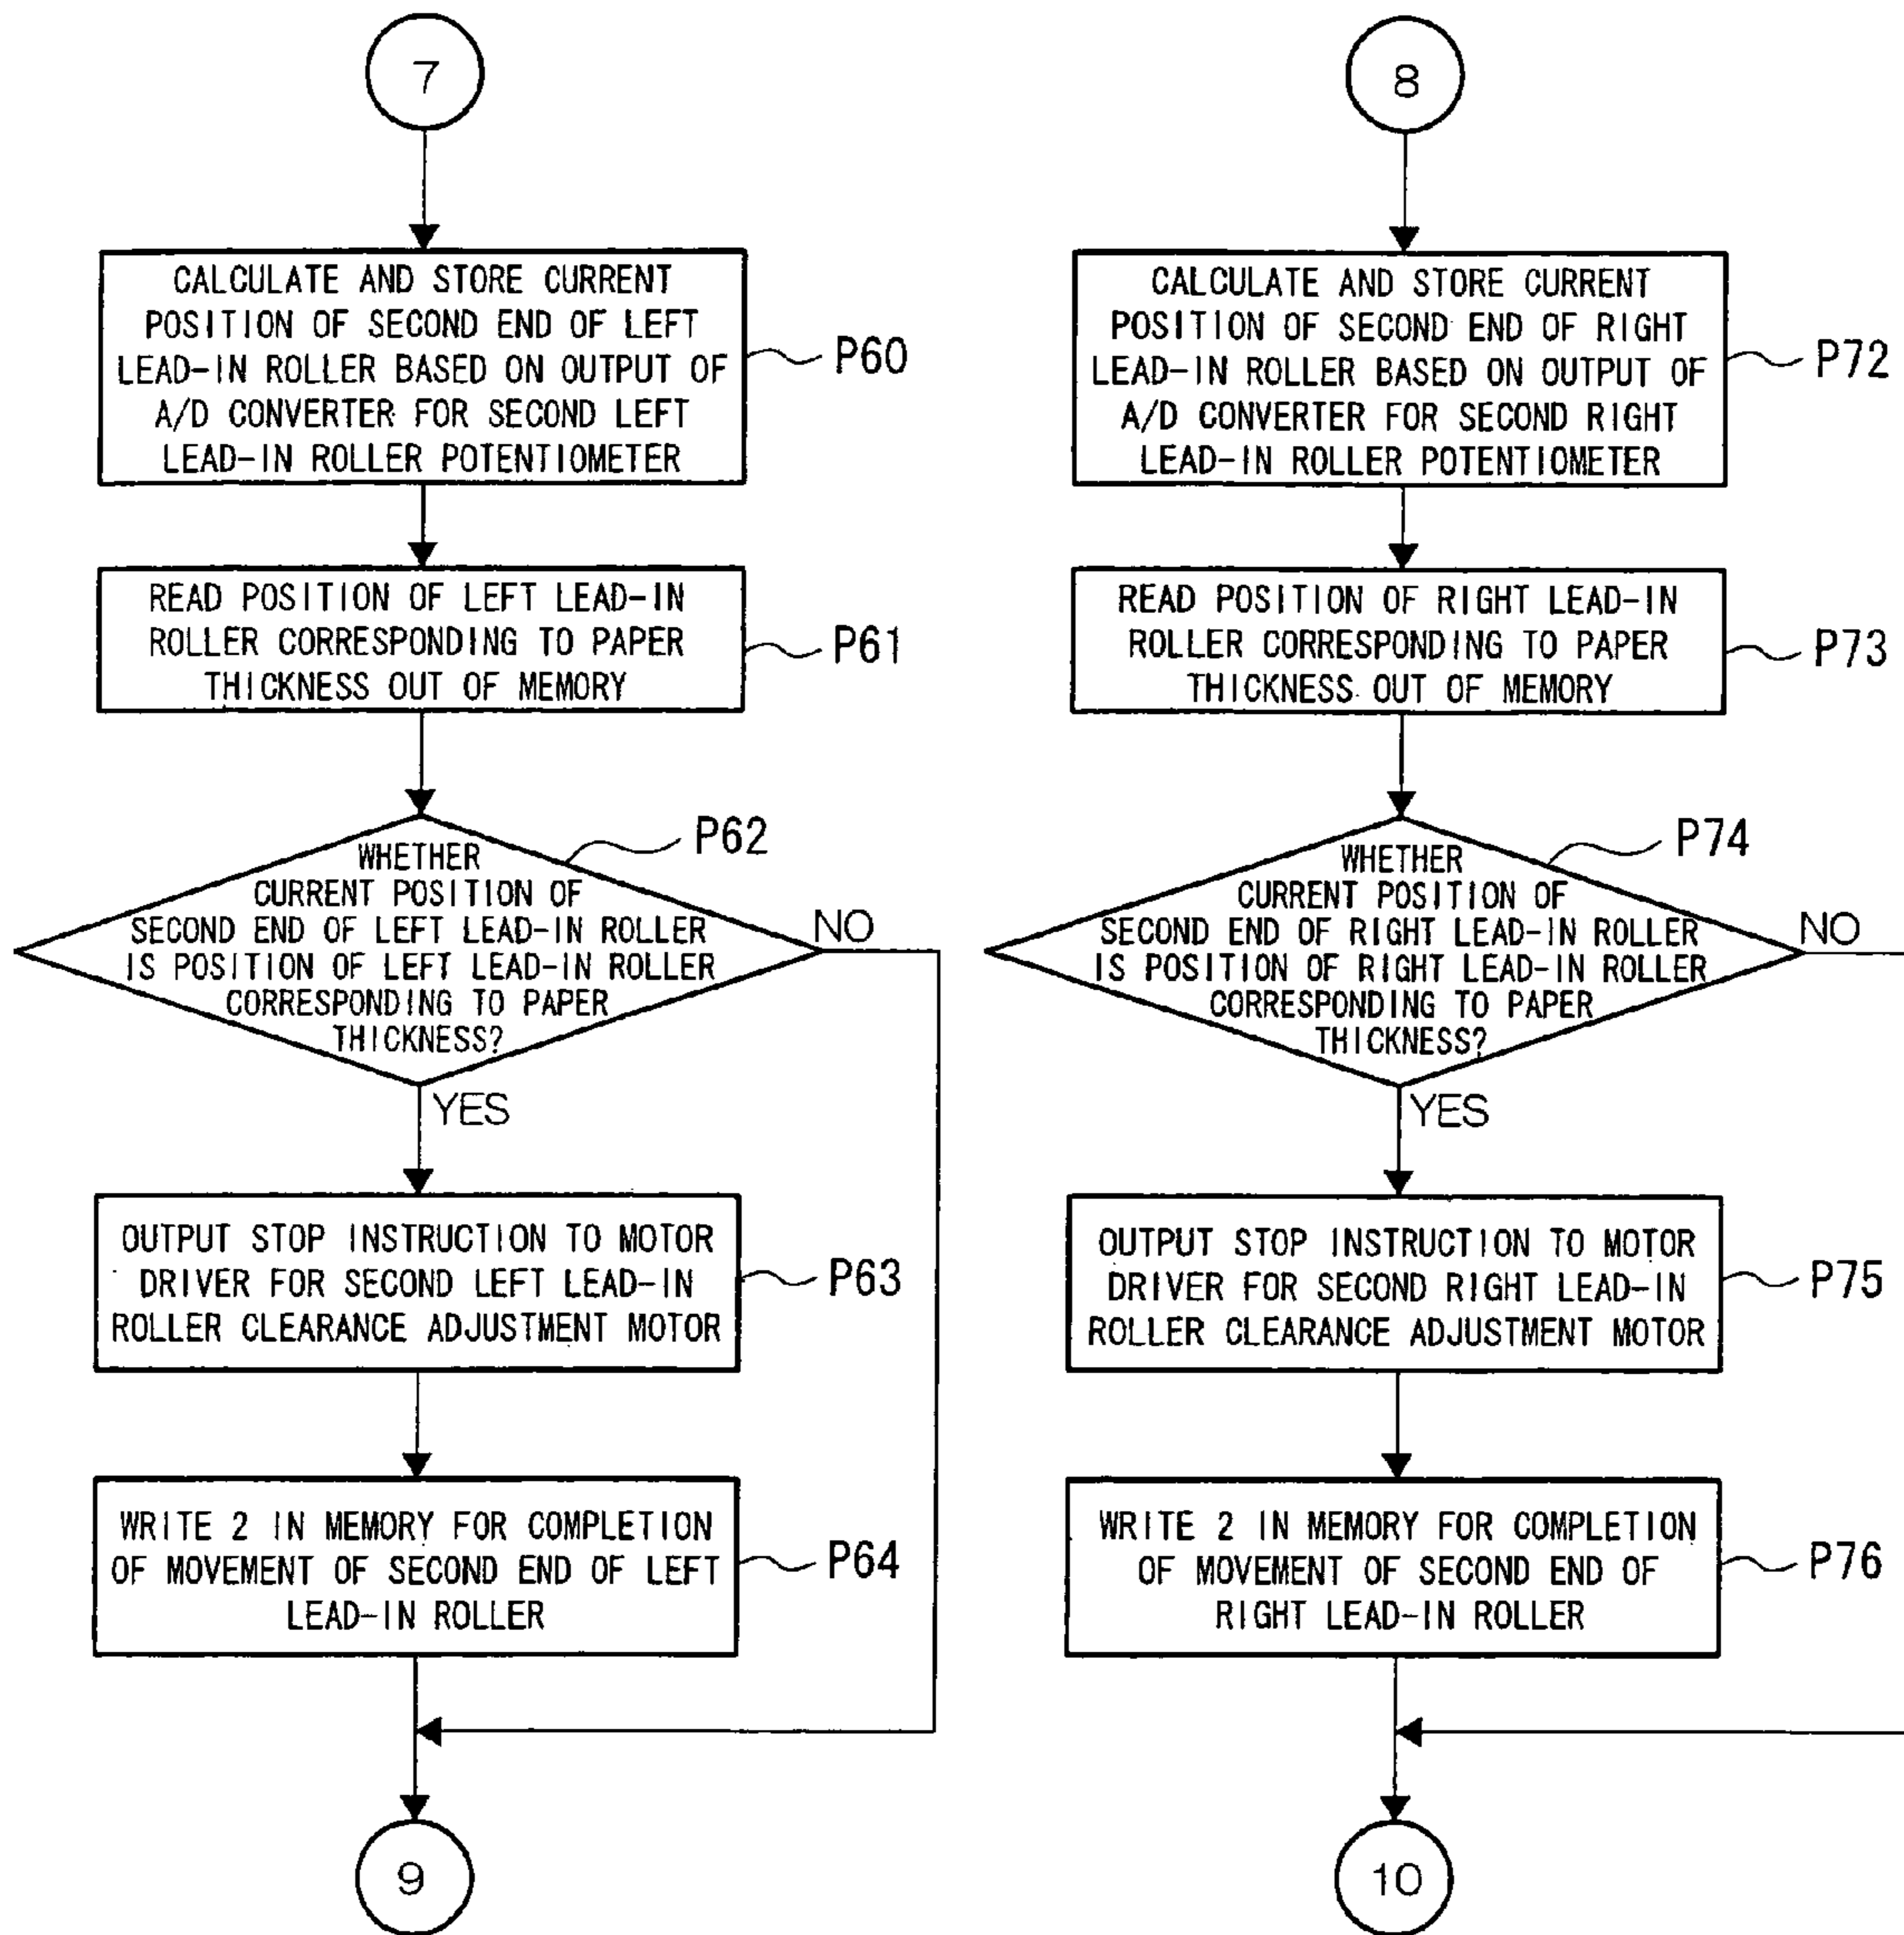 7
CALCULATE AND STORE CURRENT
POSITION OF SECOND END OF LEFT
LEAD-IN ROLLER BASED ON OUTPUT OF
A/D CONVERTER FOR SECOND LEFT
LEAD-IN ROLLER POTENTIOMETER
P60
READ POSITION OF LEFT LEAD-IN
ROLLER CORRESPONDING TO PAPER
THICKNESS OUT OF MEMORY
P61
P62
WHETHER
CURRENT POSITION OF
SECOND END OF LEFT LEAD-IN ROLLER
IS POSITION OF LEFT LEAD-IN ROLLER
CORRESPONDING TO PAPER
THICKNESS?
NO
YES
OUTPUT STOP INSTRUCTION TO MOTOR
DRIVER FOR SECOND LEFT LEAD-IN
ROLLER CLEARANCE ADJUSTMENT MOTOR
P63
WRITE 2 IN MEMORY FOR COMPLETION
OF MOVEMENT OF SECOND END OF LEFT
LEAD-IN ROLLER
P64
9
8
CALCULATE AND STORE CURRENT
POSITION OF SECOND END OF RIGHT
LEAD-IN ROLLER BASED ON OUTPUT OF
A/D CONVERTER FOR SECOND RIGHT
LEAD-IN ROLLER POTENTIOMETER
P72
READ POSITION OF RIGHT LEAD-IN
ROLLER CORRESPONDING TO PAPER
THICKNESS OUT OF MEMORY
P73
P74
WHETHER
CURRENT POSITION OF
SECOND END OF RIGHT LEAD-IN ROLLER
IS POSITION OF RIGHT LEAD-IN ROLLER
CORRESPONDING TO PAPER
THICKNESS?
NO
YES
OUTPUT STOP INSTRUCTION TO MOTOR
DRIVER FOR SECOND RIGHT LEAD-IN
ROLLER CLEARANCE ADJUSTMENT MOTOR
P75
WRITE 2 IN MEMORY FOR COMPLETION
OF MOVEMENT OF SECOND END OF
RIGHT LEAD-IN ROLLER
P76
10